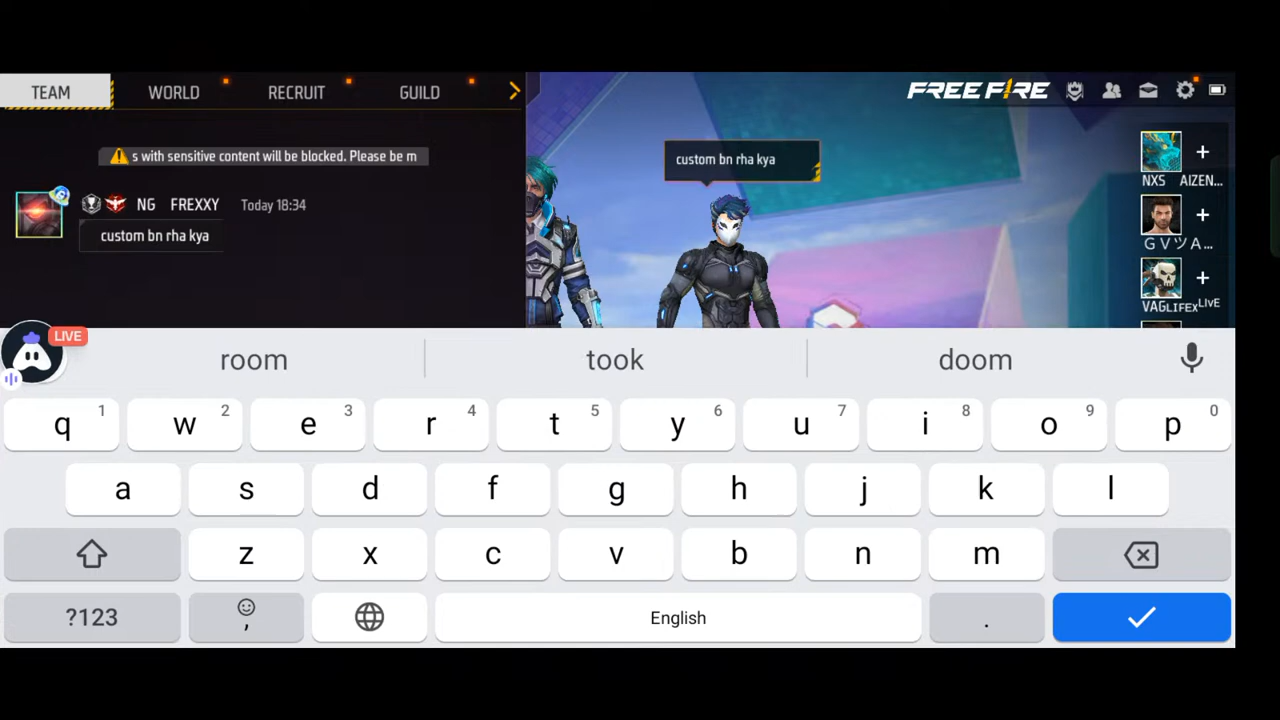 TEAM WORLD RECRUIT GUILD
FREE FIRE
s with sensitive content will be blocked. Please be m
NG FREXXY Today 18:34
custom bn rha kya
custom bn rha kya
NXS AIZEN...
G V ツ A...
VAGLIFEXLIVE
LIVE
room took doom
q 1 w 2 e 3 r 4 t 5 y 6 u 7 i 8 o 9 p 0
a s d f g h j k l
z x c v b n m
?123 , English .